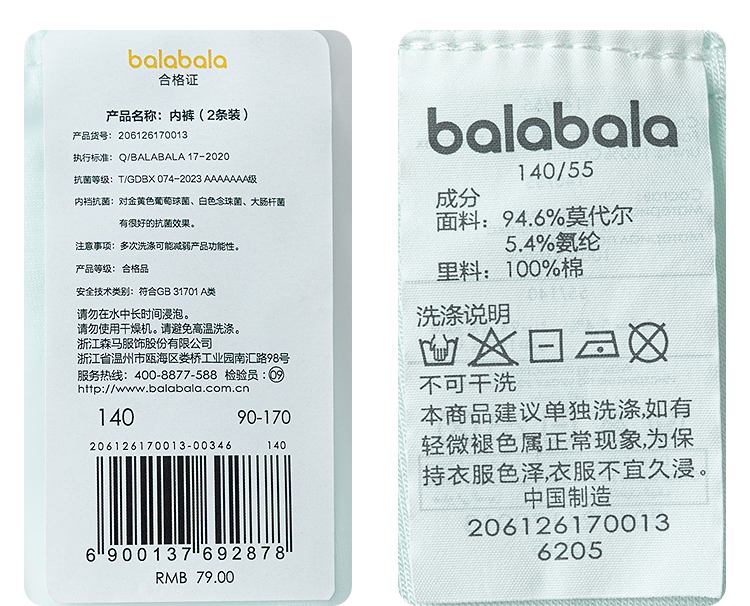 balabala
合格证
产品名称：内裤（2条装）
产品货号：206126170013
执行标准：Q/BALABALA 17-2020
抗菌等级：T/GDBX 074-2023 AAAAAAA级
内裆抗菌：对金黄色葡萄球菌、白色念珠菌、大肠杆菌
有很好的抗菌效果。
注意事项：多次洗涤可能减弱产品功能性。
产品等级：合格品
安全技术类别：符合GB 31701 A类
请勿在水中长时间浸泡。
请勿使用干燥机。请避免高温洗涤。
浙江森马服饰股份有限公司
浙江省温州市瓯海区娄桥工业园南汇路98号
服务热线：400-8877-588 检验员：09
http://www.balabala.com.cn
140 90-170
206126170013-00346 140
6 900137 692878
RMB 79.00
balabala
140/55
成分
面料：94.6%莫代尔
5.4%氨纶
里料：100%棉
洗涤说明
不可干洗
本商品建议单独洗涤,如有
轻微褪色属正常现象,为保
持衣服色泽,衣服不宜久浸。
中国制造
206126170013
6205